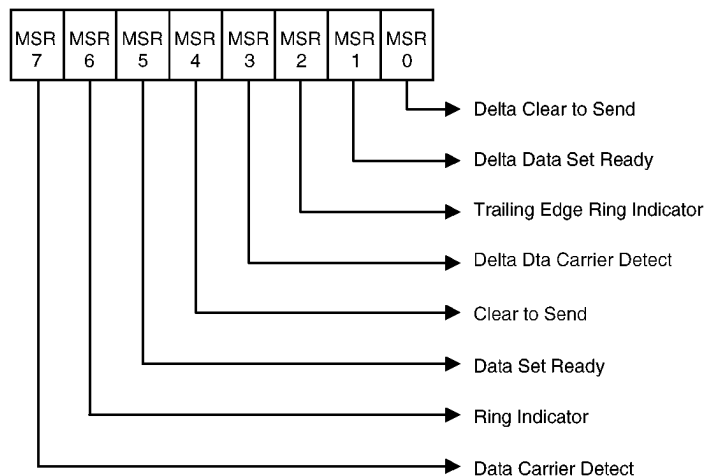 MSR MSR MSR MSR MSR MSR MSR MSR
7 6 5 4 3 2 1 0
Delta Clear to Send
Delta Data Set Ready
Trailing Edge Ring Indicator
Delta Dta Carrier Detect
Clear to Send
Data Set Ready
Ring Indicator
Data Carrier Detect